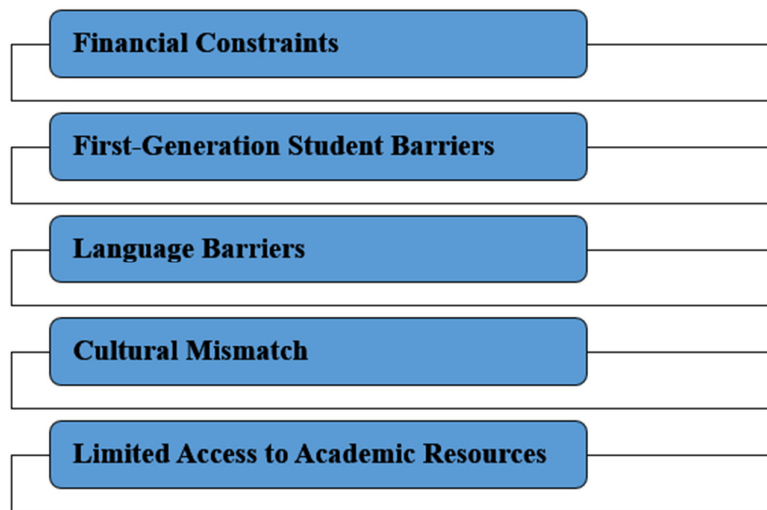 Financial Constraints
First-Generation Student Barriers
Language Barriers
Cultural Mismatch
Limited Access to Academic Resources